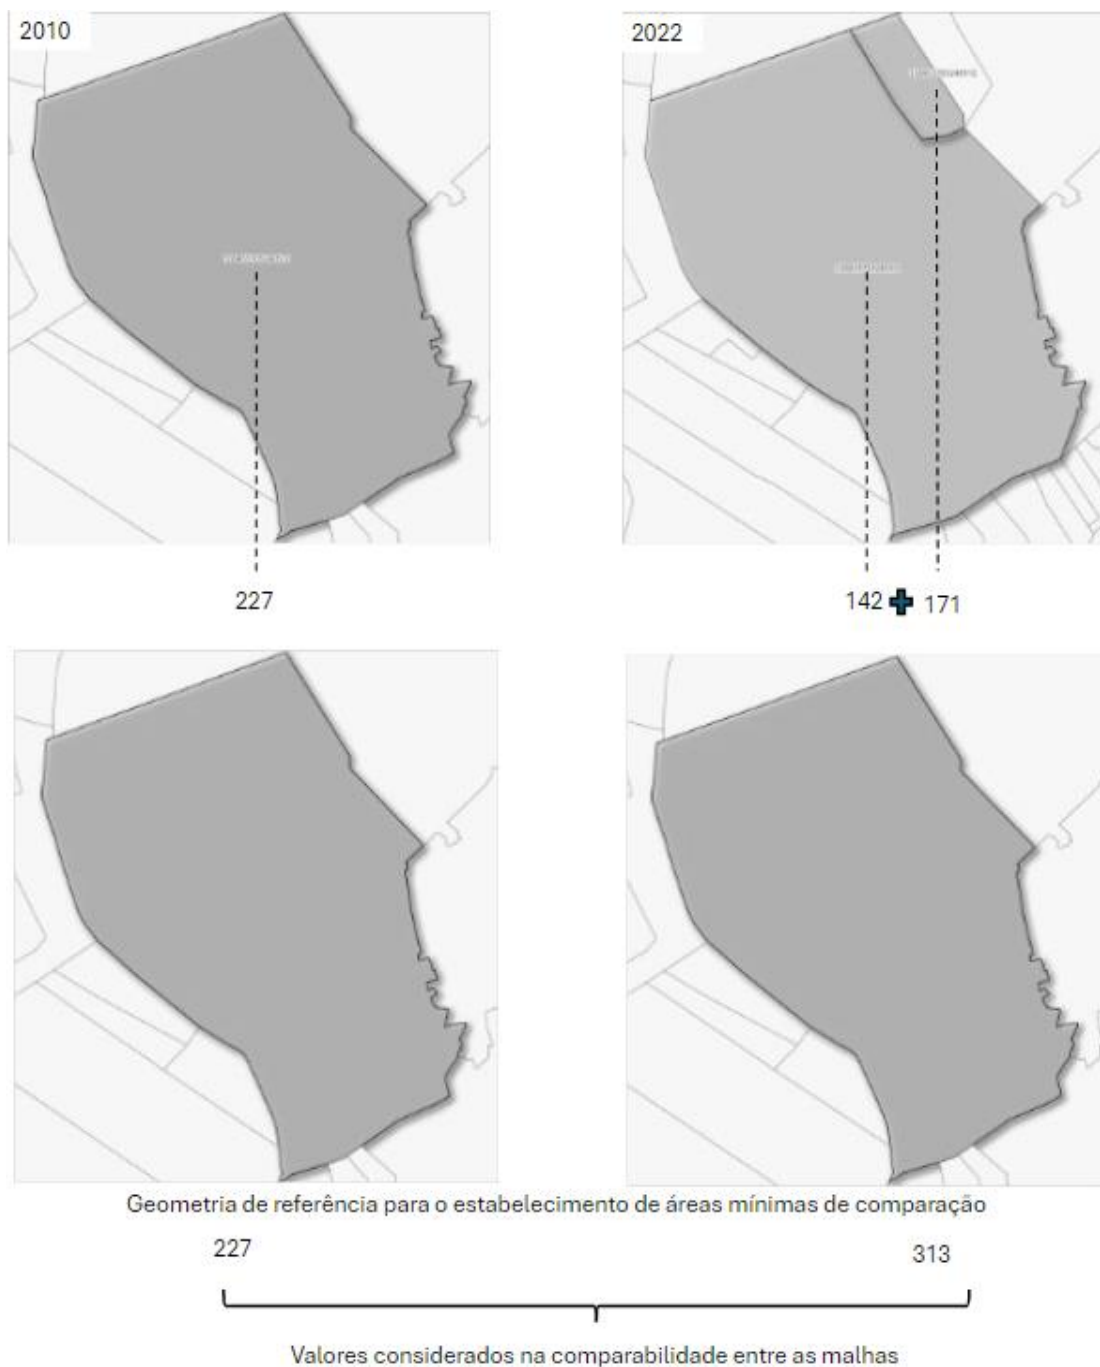 2010
2022
227
142 + 171
Geometria de referência para o estabelecimento de áreas mínimas de comparação
227
313
Valores considerados na comparabilidade entre as malhas